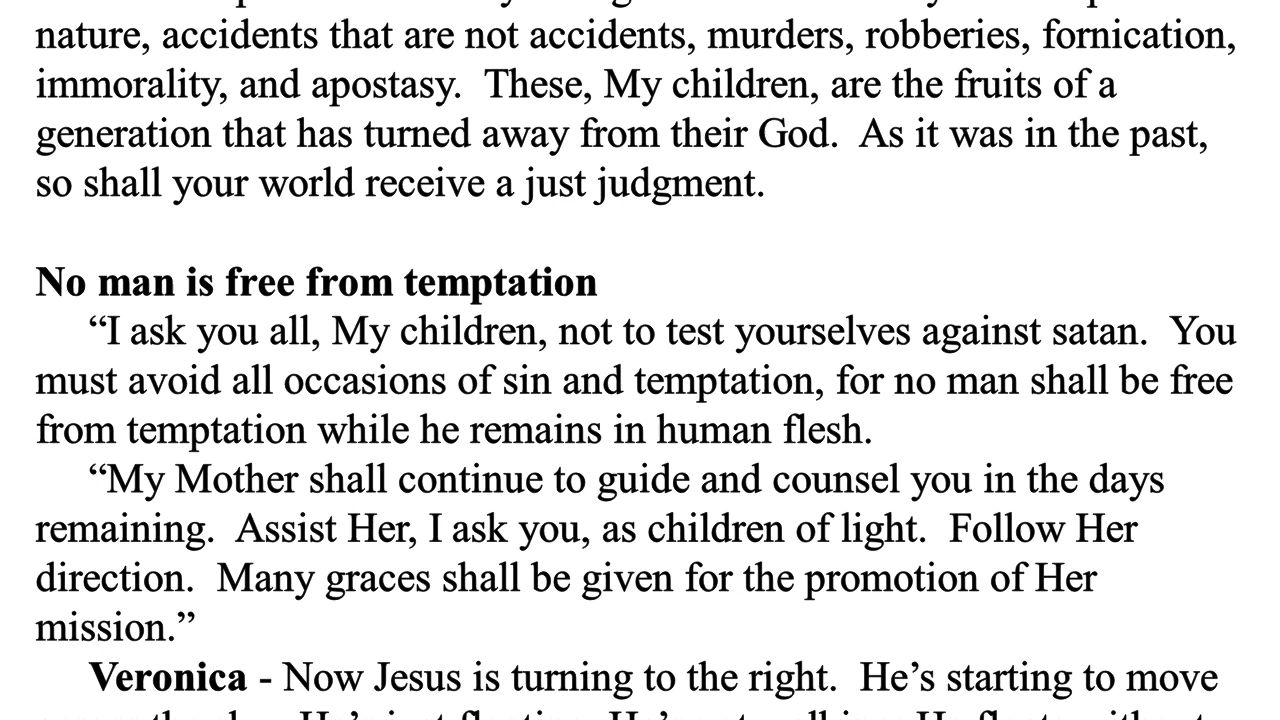 nature, accidents that are not accidents, murders, robberies, fornication,
immorality, and apostasy.  These, My children, are the fruits of a
generation that has turned away from their God.  As it was in the past,
so shall your world receive a just judgment.
No man is free from temptation
“I ask you all, My children, not to test yourselves against satan.  You
must avoid all occasions of sin and temptation, for no man shall be free
from temptation while he remains in human flesh.
“My Mother shall continue to guide and counsel you in the days
remaining.  Assist Her, I ask you, as children of light.  Follow Her
direction.  Many graces shall be given for the promotion of Her
mission.”
Veronica - Now Jesus is turning to the right.  He’s starting to move